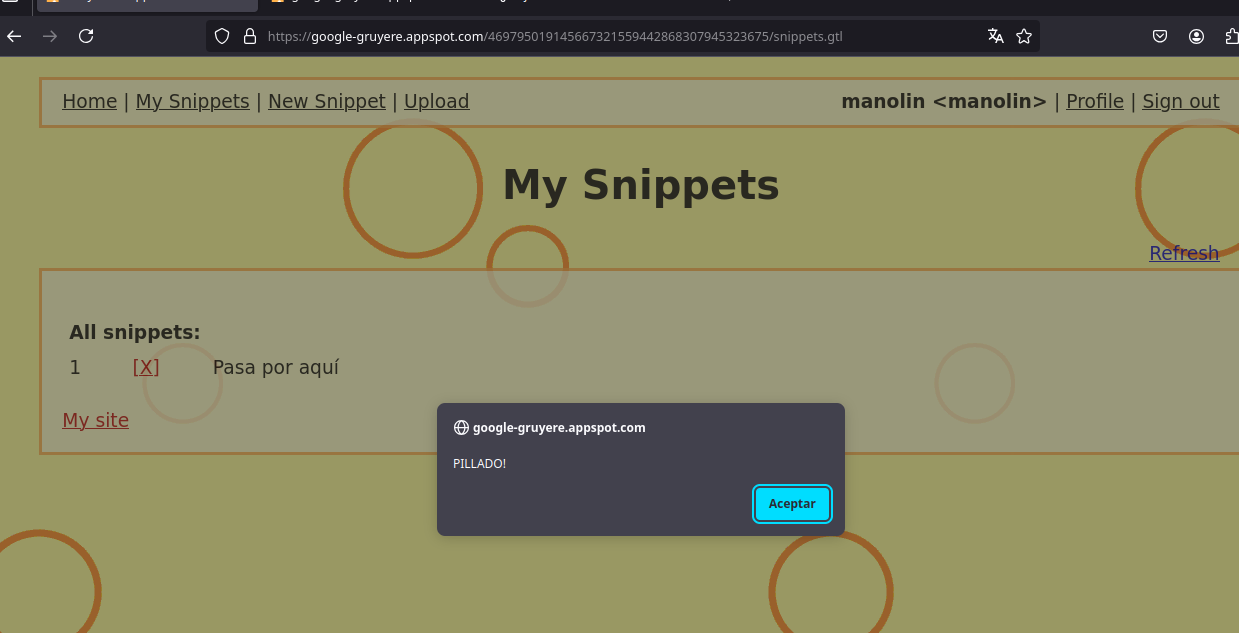 https://google-gruyere.appspot.com/469795019145667321559442868307945323675/snippets.gtl
Home | My Snippets | New Snippet | Upload
manolin <manolin> | Profile | Sign out
My Snippets
Refresh
All snippets:
1 [X] Pasa por aquí
My site
google-gruyere.appspot.com
PILLADO!
Aceptar